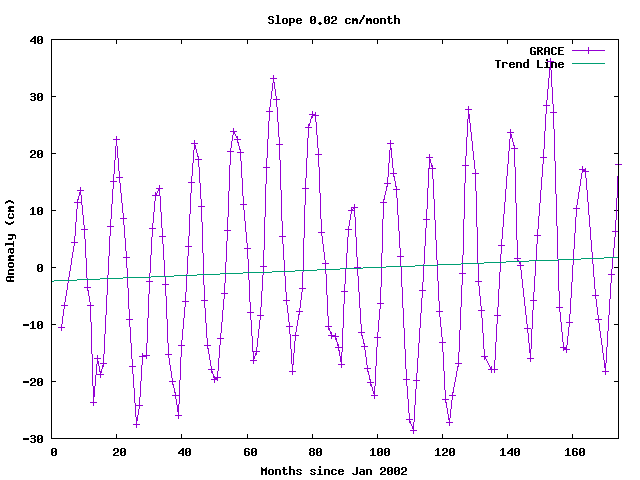 Slope 0.02 cm/month
GRACE
Trend Line
40
30
20
10
0
-10
-20
-30
Anomaly (cm)
0 20 40 60 80 100 120 140 160
Months since Jan 2002